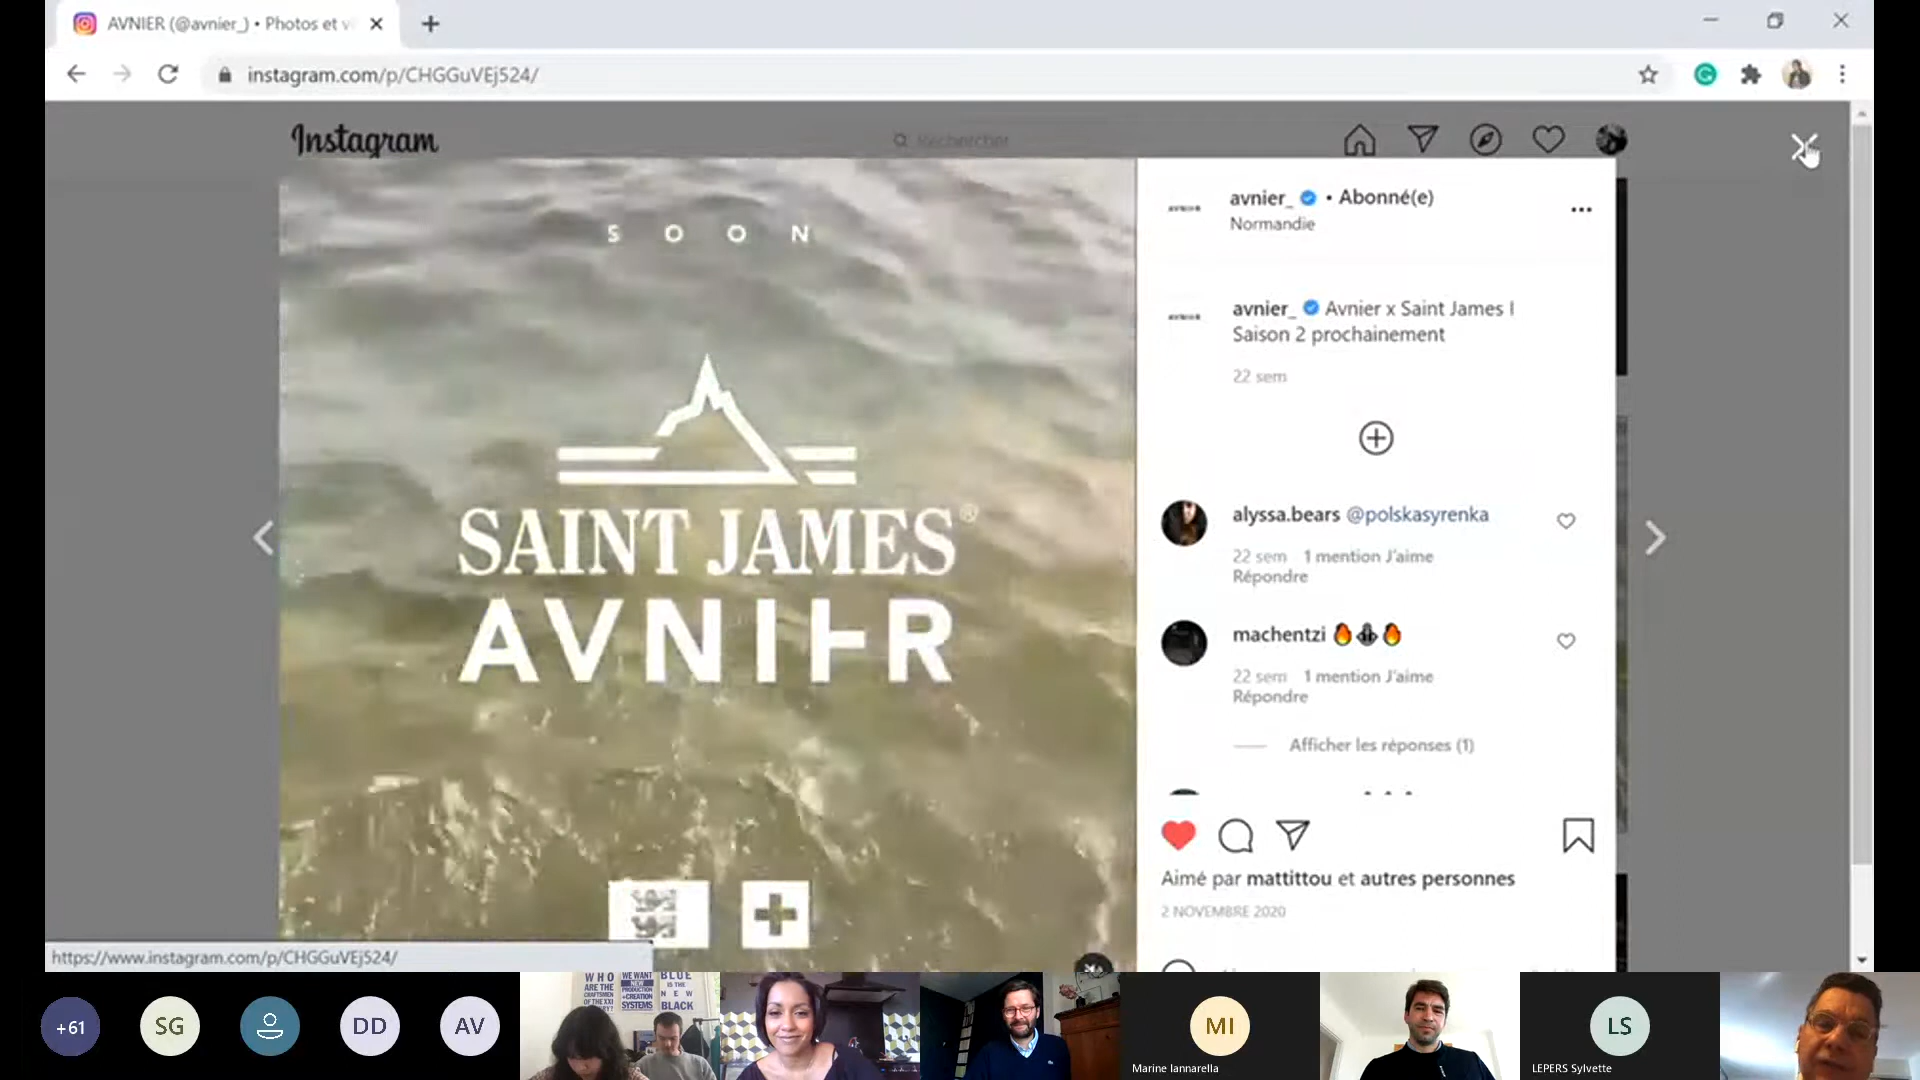 AVNIER (@avnier_) • Photos et v
instagram.com/p/CHGGuVEj524/
Instagram
Rechercher
SOON
SAINT JAMES®
AVNIER
avnier_ • Abonné(e)
Normandie
avnier_ Avnier x Saint James I
Saison 2 prochainement
22 sem
alyssa.bears @polskasyrenka
22 sem 1 mention J'aime
Répondre
machentzi
22 sem 1 mention J'aime
Répondre
Afficher les réponses (1)
Aimé par mattittou et autres personnes
2 NOVEMBRE 2020
https://www.instagram.com/p/CHGGuVEj524/
+61
SG
DD
AV
WHO
ARE THE
CRAFTSMEN
OF THE XXI
WE WANT
NEW
PRODUCTION
+CREATION
SYSTEMS
BLUE
IS THE
NEW
BLACK
MI
Marine Iannarella
LS
LEPERS Sylvette